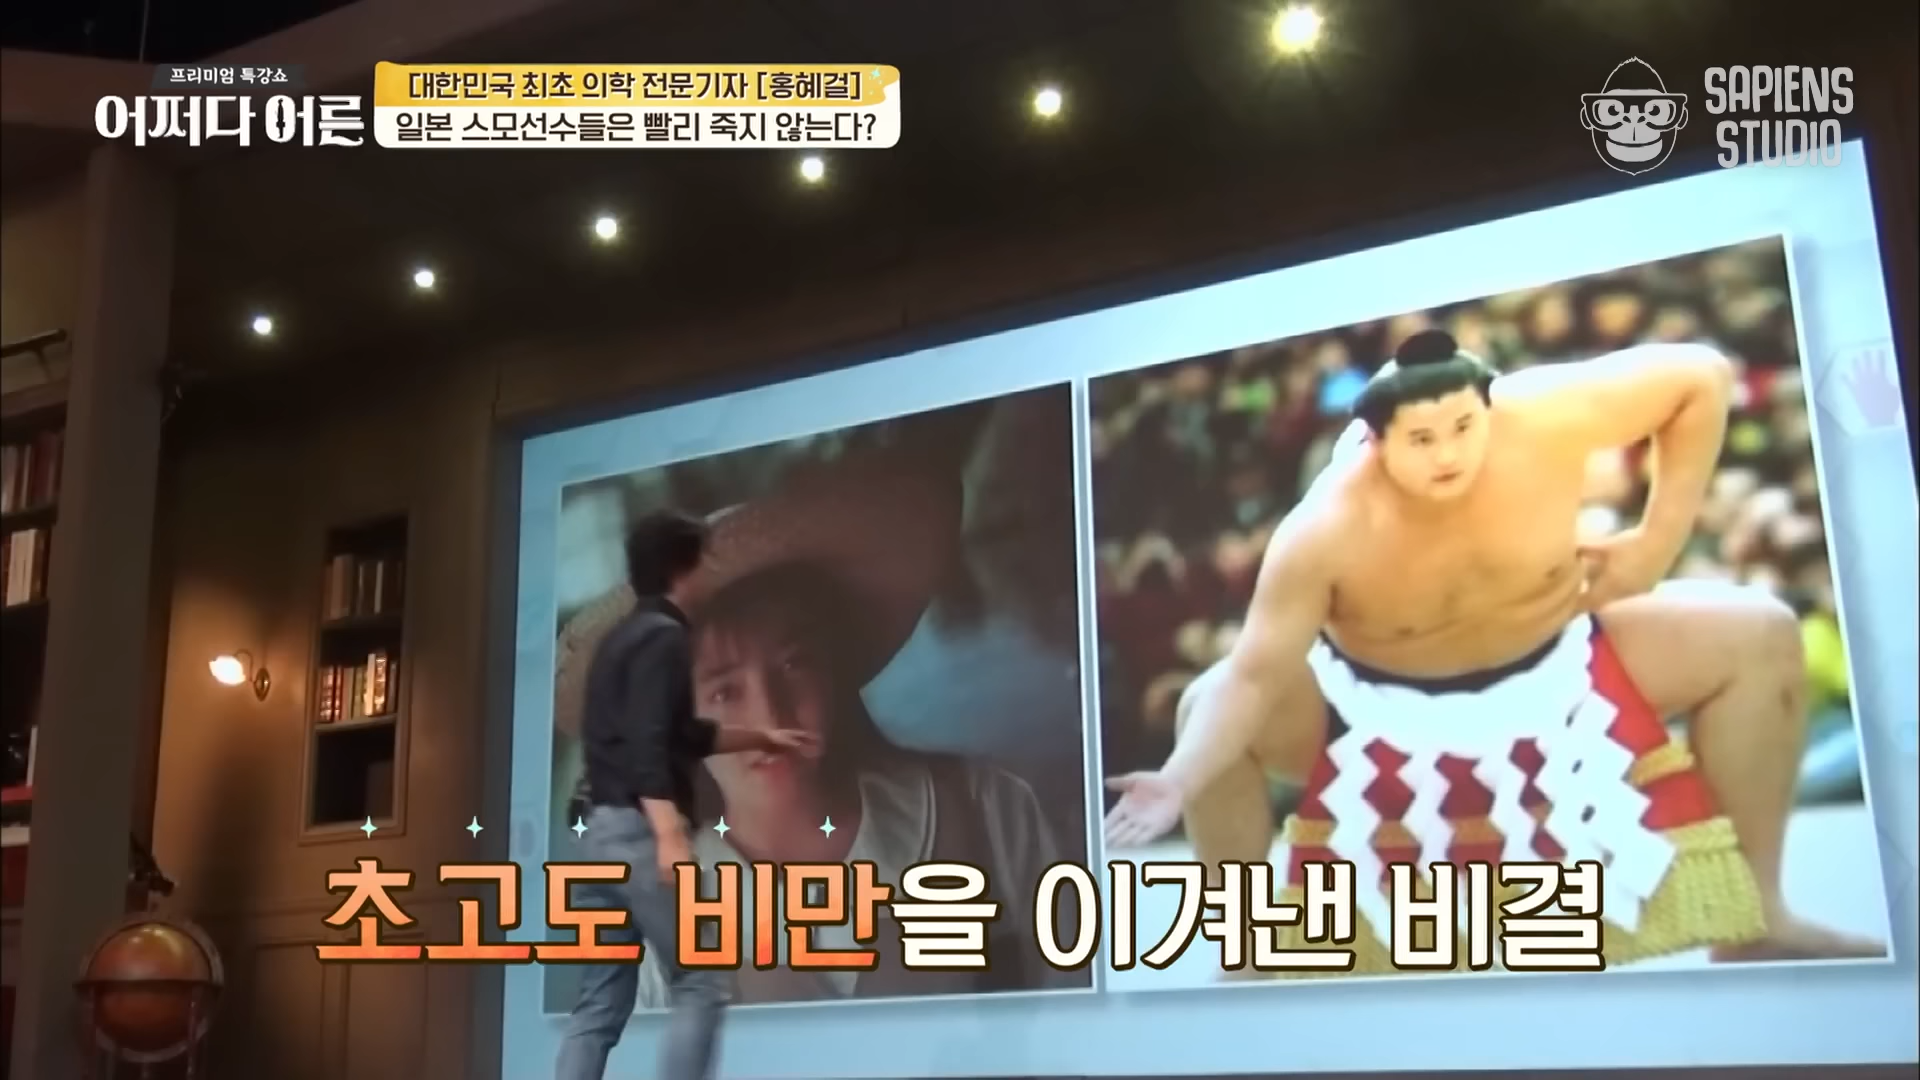 프리미엄 특강쇼
어쩌다 어른
대한민국 최초 의학 전문기자 [홍혜걸]
일본 스모선수들은 빨리 죽지 않는다?
SAPIENS
STUDIO
초고도 비만을 이겨낸 비결